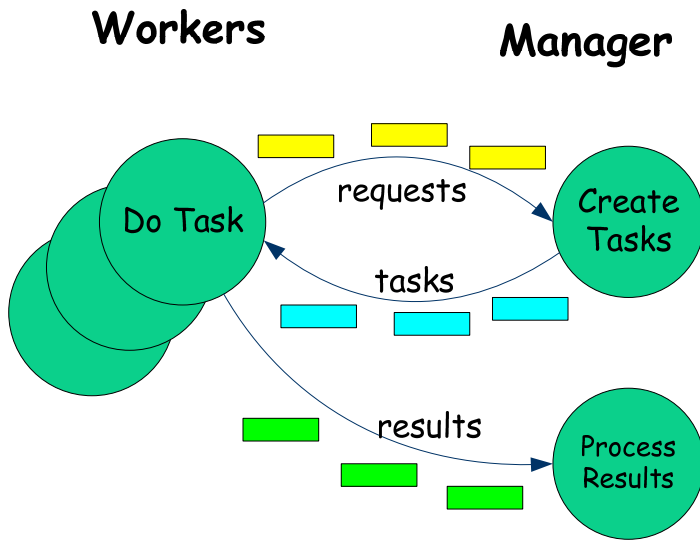 Workers
Manager
requests
Do Task
Create
Tasks
tasks
results
Process
Results